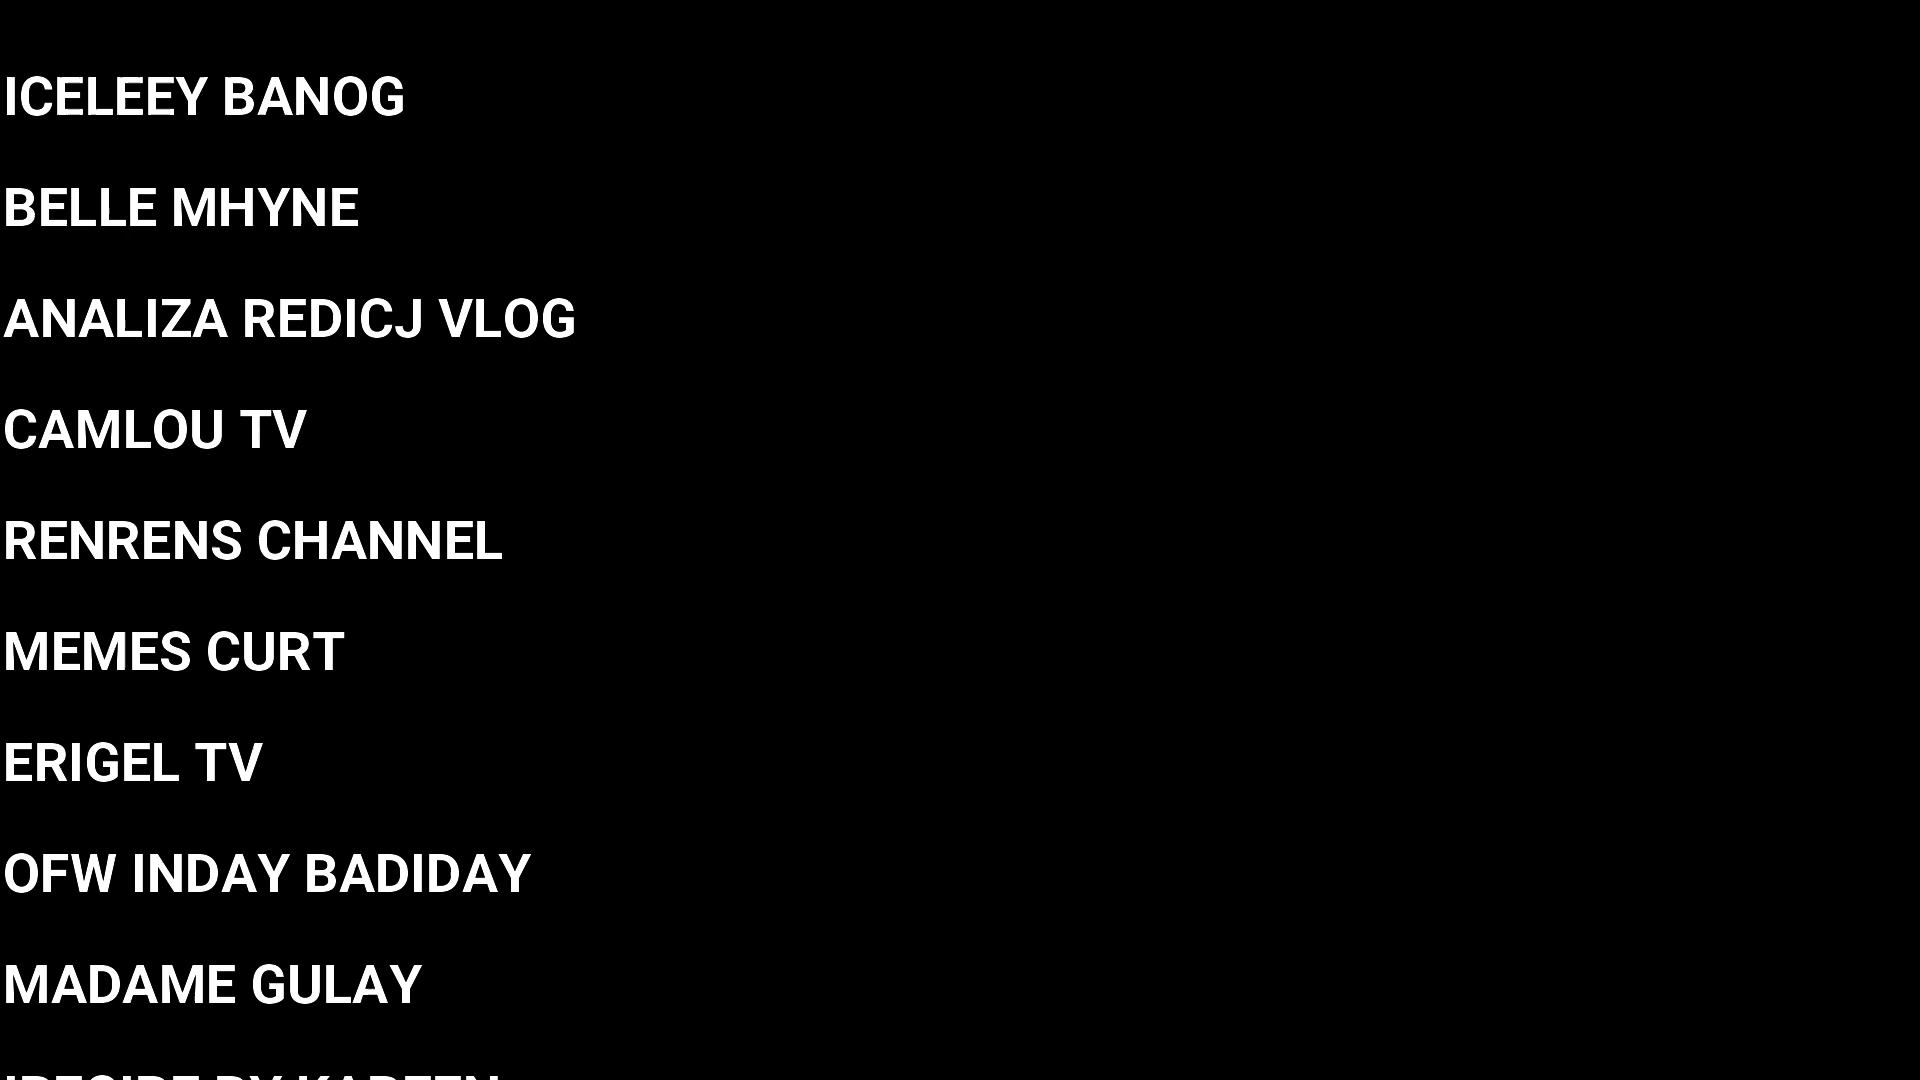 ICELEEY BANOG
BELLE MHYNE
ANALIZA REDICJ VLOG
CAMLOU TV
RENRENS CHANNEL
MEMES CURT
ERIGEL TV
OFW INDAY BADIDAY
MADAME GULAY